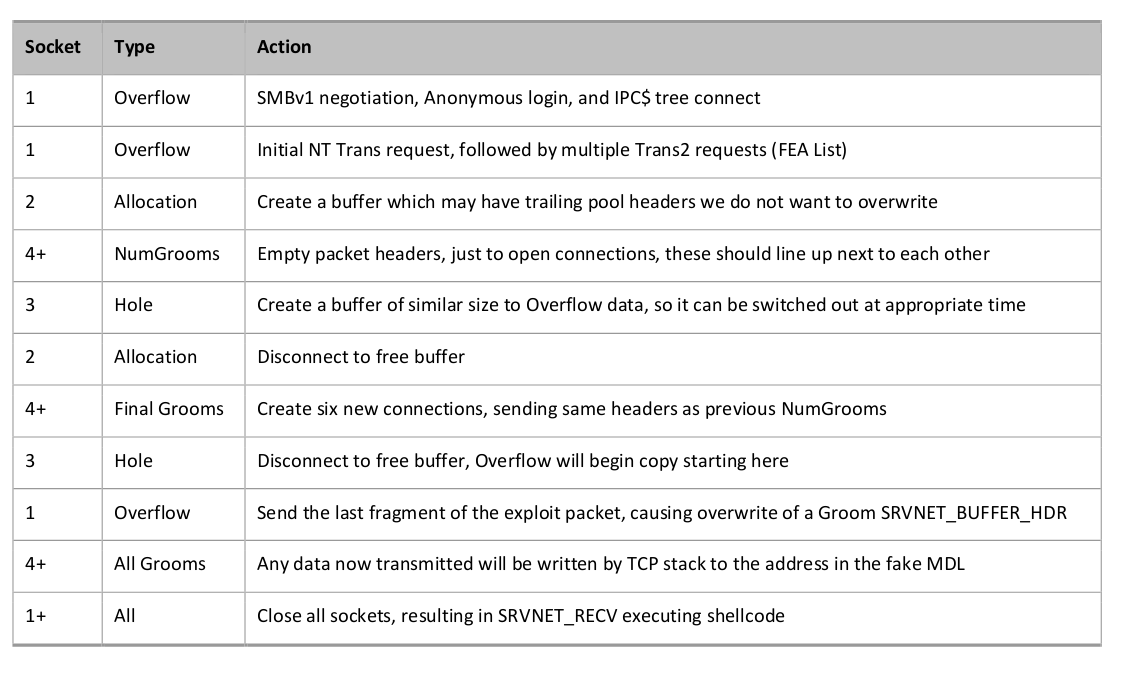 Socket Type Action
1 Overflow SMBv1 negotiation, Anonymous login, and IPC$ tree connect
1 Overflow Initial NT Trans request, followed by multiple Trans2 requests (FEA List)
2 Allocation Create a buffer which may have trailing pool headers we do not want to overwrite
4+ NumGrooms Empty packet headers, just to open connections, these should line up next to each other
3 Hole Create a buffer of similar size to Overflow data, so it can be switched out at appropriate time
2 Allocation Disconnect to free buffer
4+ Final Grooms Create six new connections, sending same headers as previous NumGrooms
3 Hole Disconnect to free buffer, Overflow will begin copy starting here
1 Overflow Send the last fragment of the exploit packet, causing overwrite of a Groom SRVNET_BUFFER_HDR
4+ All Grooms Any data now transmitted will be written by TCP stack to the address in the fake MDL
1+ All Close all sockets, resulting in SRVNET_RECV executing shellcode